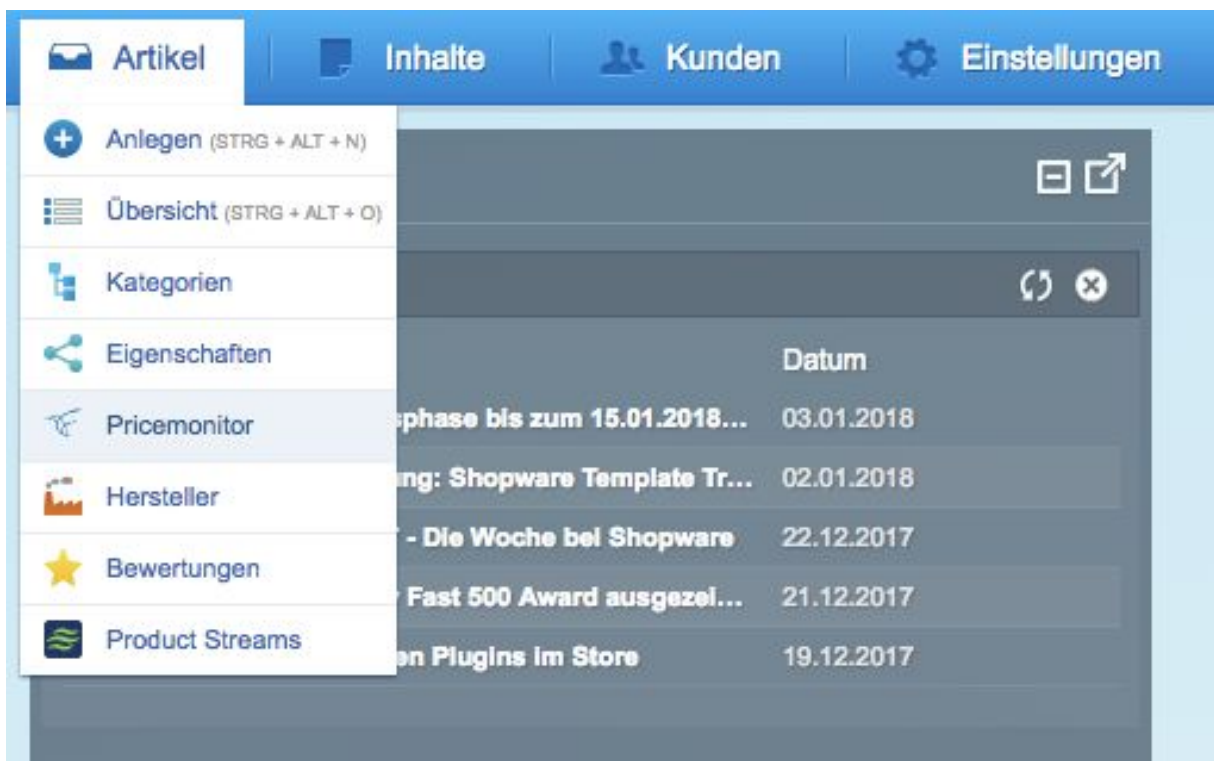 Artikel Inhalte Kunden Einstellungen
Anlegen (STRG + ALT + N)
Übersicht (STRG + ALT + O)
Kategorien
Eigenschaften
Datum
Pricemonitor sphase bis zum 15.01.2018... 03.01.2018
Hersteller ung: Shopware Template Tr... 02.01.2018
- Die Woche bei Shopware 22.12.2017
Bewertungen
Fast 500 Award ausgezei... 21.12.2017
Product Streams en Plugins im Store 19.12.2017